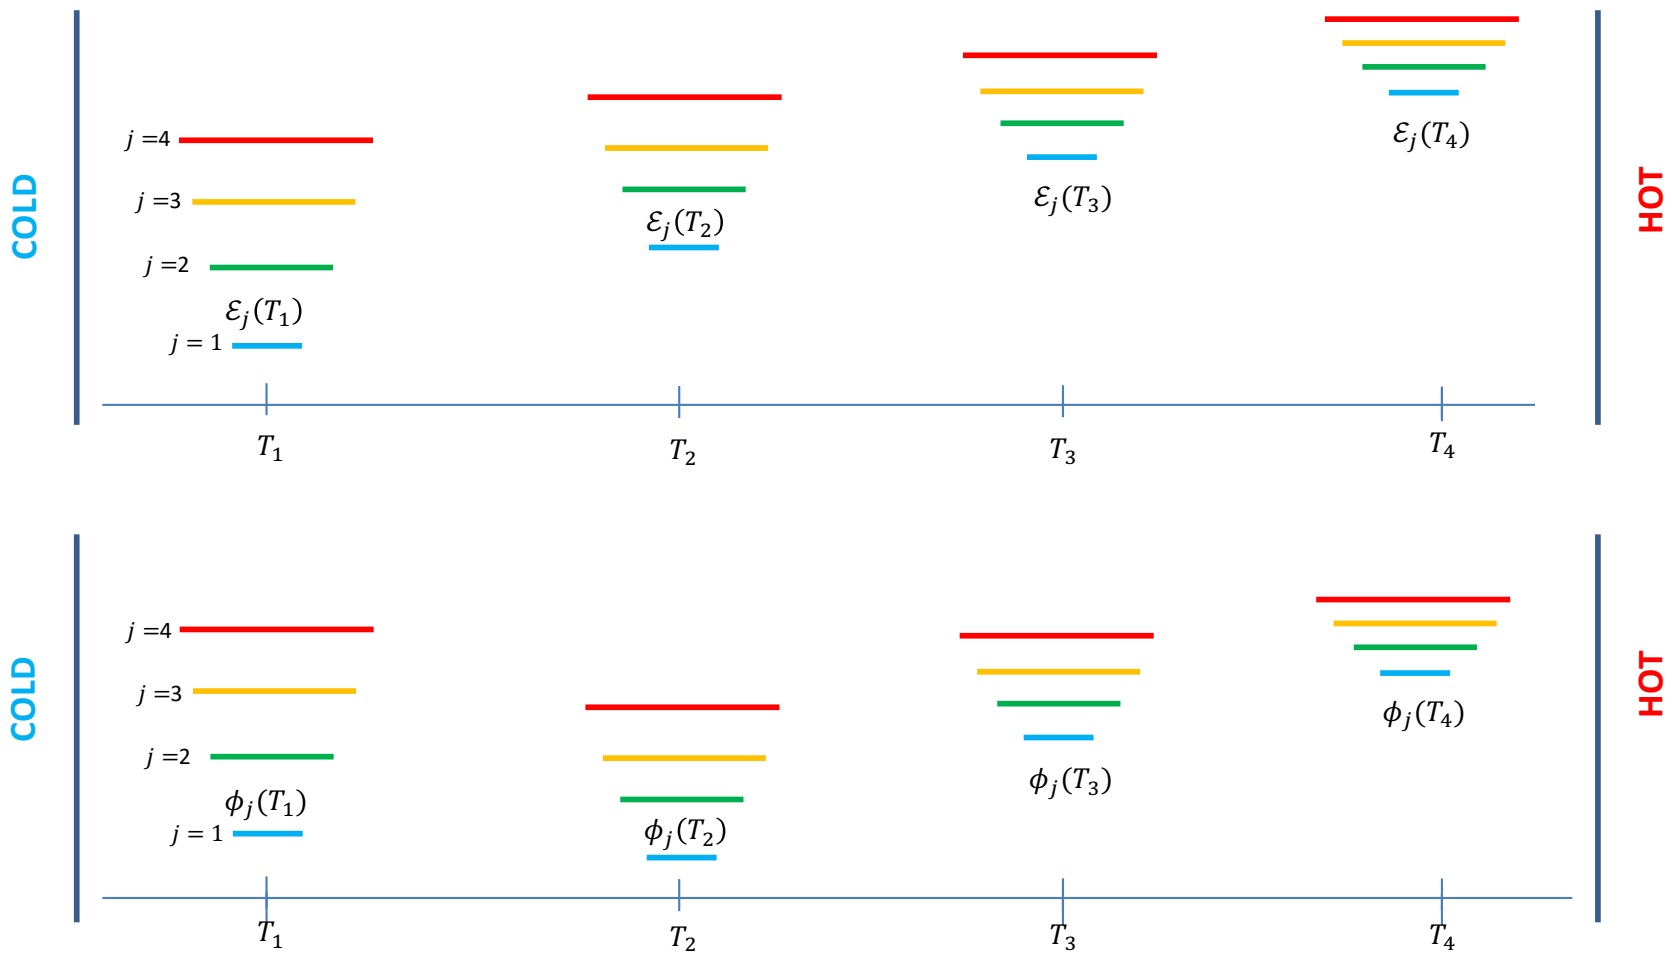 COLD
j =4
j =3
j =2
ℰj(T1)
j = 1
ℰj(T2)
ℰj(T3)
ℰj(T4)
HOT
T1
T2
T3
T4
COLD
j =4
j =3
j =2
ϕj(T1)
j = 1
ϕj(T2)
ϕj(T3)
ϕj(T4)
HOT
T1
T2
T3
T4